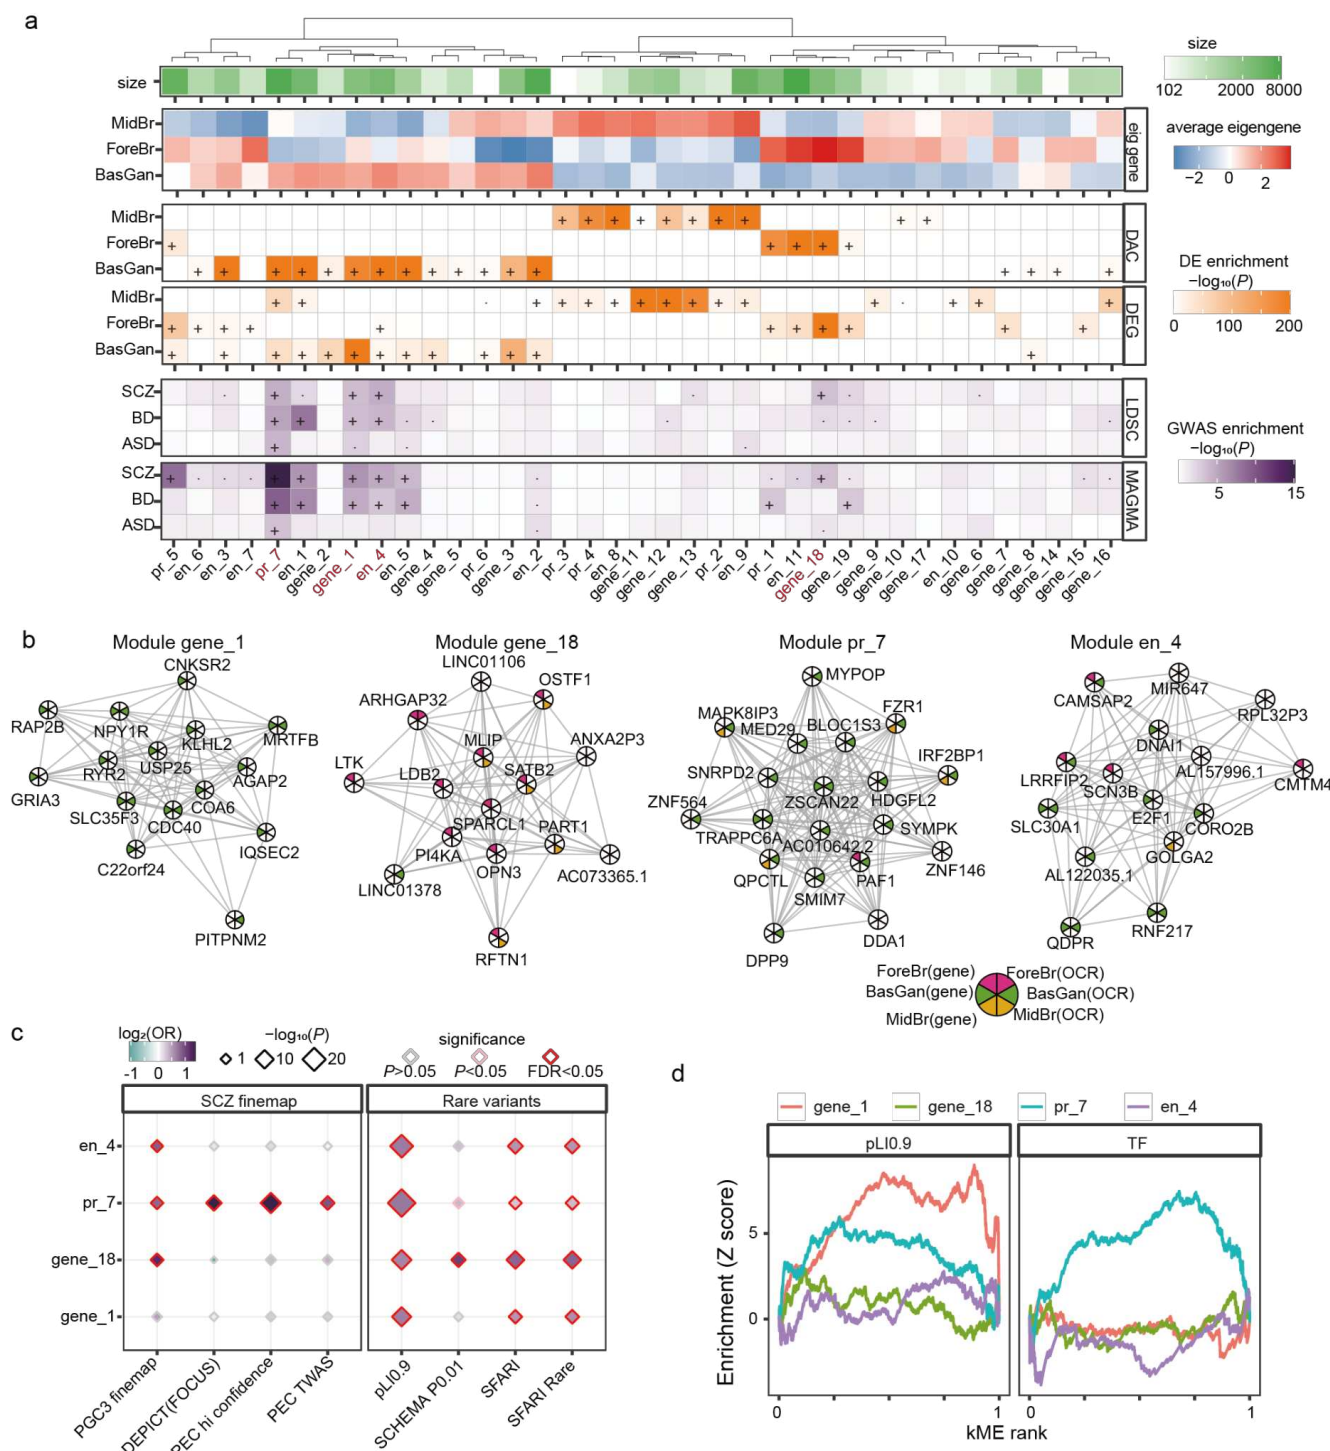 a
size
size
102 2000 8000
MidBr
ForeBr
BasGan
eig gene
average eigengene
−2 0 2
MidBr
ForeBr
BasGan
DAC
MidBr
ForeBr
BasGan
DEG
DE enrichment
−log₁₀(P)
0 100 200
SCZ
BD
ASD
LDSC
SCZ
BD
ASD
MAGMA
GWAS enrichment
−log₁₀(P)
5 15
pr_5 en_6 en_3 en_7 pr_7 en_1 gene_2 gene_1 en_4 en_5 gene_4 gene_5 pr_6 gene_3 en_2 pr_3 pr_4 en_8 gene_11 gene_12 gene_13 pr_2 en_9 pr_1 en_11 gene_18 gene_19 gene_9 gene_10 gene_17 en_10 gene_6 gene_7 gene_8 gene_14 gene_15 gene_16
b
Module gene_1
CNKSR2
RAP2B
NPY1R
KLHL2
MRTFB
RYR2
USP25
AGAP2
GRIA3
SLC35F3
COA6
CDC40
IQSEC2
C22orf24
PITPNM2
Module gene_18
LINC01106
OSTF1
ARHGAP32
MLIP
ANXA2P3
LTK
LDB2
SATB2
SPARCL1
PART1
PI4KA
OPN3
AC073365.1
LINC01378
RFTN1
Module pr_7
MYPOP
MAPK8IP3
FZR1
MED29
BLOC1S3
IRF2BP1
SNRPD2
ZSCAN22
HDGFL2
ZNF564
TRAPPC6A
SYMPK
AC010642.2
ZNF146
QPCTL
PAF1
SMIM7
DDA1
DPP9
Module en_4
CAMSAP2
MIR647
RPL32P3
DNAI1
AL157996.1
LRRFIP2
SCN3B
CMTM4
SLC30A1
E2F1
CORO2B
GOLGA2
AL122035.1
QDPR
RNF217
ForeBr(gene) ForeBr(OCR)
BasGan(gene) BasGan(OCR)
MidBr(gene) MidBr(OCR)
c
log₂(OR)
−1 0 1
−log₁₀(P)
1 10 20
significance
P>0.05 P<0.05 FDR<0.05
SCZ finemap
Rare variants
en_4
pr_7
gene_18
gene_1
PGC3 finemap
DEPICT(FOCUS)
PEC hi confidence
PEC TWAS
pLI0.9
SCHEMA P0.01
SFARI
SFARI Rare
d
gene_1 gene_18 pr_7 en_4
pLI0.9
TF
Enrichment (Z score)
5
0
0 1 0 1
kME rank